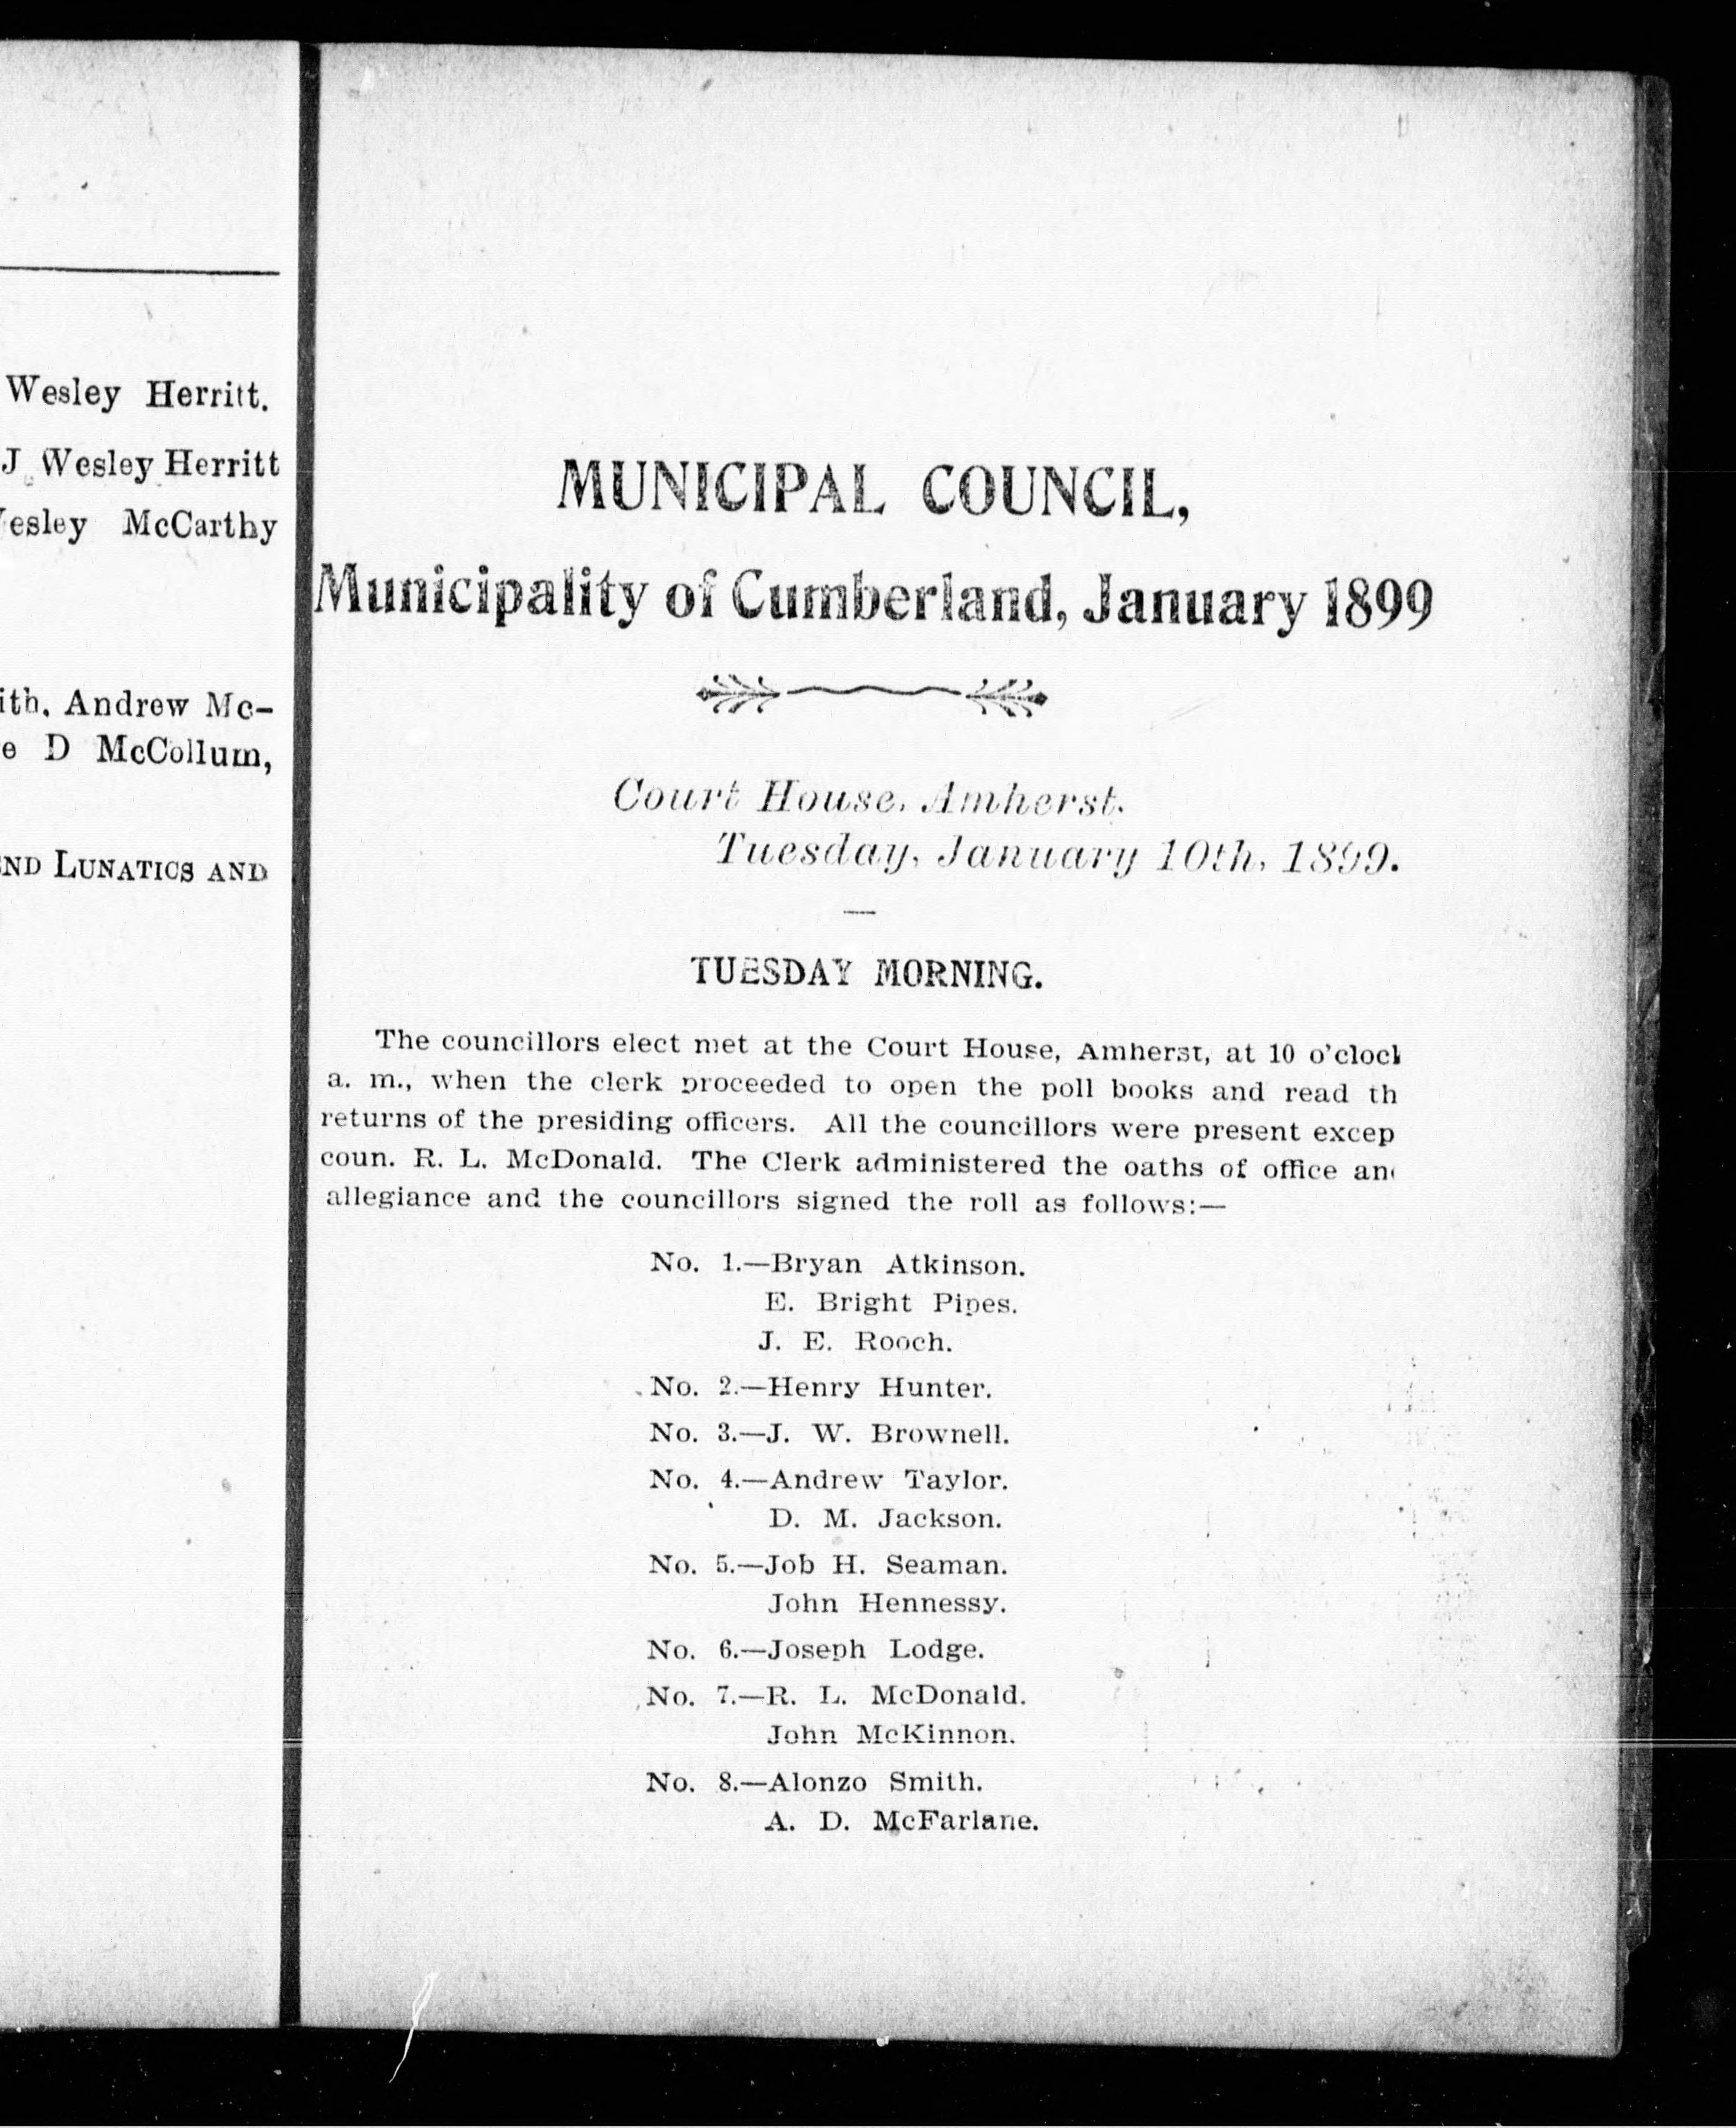 Wesley Herritt.
J Wesley Herritt
esley McCarthy
ith, Andrew Mc-
e D McCollum,
ND LUNATICS AND
MUNICIPAL COUNCIL,
Municipality of Cumberland, January 1899
Court House, Amherst.
Tuesday, January 10th, 1899.
TUESDAY MORNING.
The councillors elect met at the Court House, Amherst, at 10 o'clock
a. m., when the clerk proceeded to open the poll books and read th
returns of the presiding officers. All the councillors were present excep
coun. R. L. McDonald. The Clerk administered the oaths of office an
allegiance and the councillors signed the roll as follows:—
No. 1.—Bryan Atkinson.
E. Bright Pipes.
J. E. Rooch.
No. 2.—Henry Hunter.
No. 3.—J. W. Brownell.
No. 4.—Andrew Taylor.
D. M. Jackson.
No. 5.—Job H. Seaman.
John Hennessy.
No. 6.—Joseph Lodge.
No. 7.—R. L. McDonald.
John McKinnon.
No. 8.—Alonzo Smith.
A. D. McFarlane.